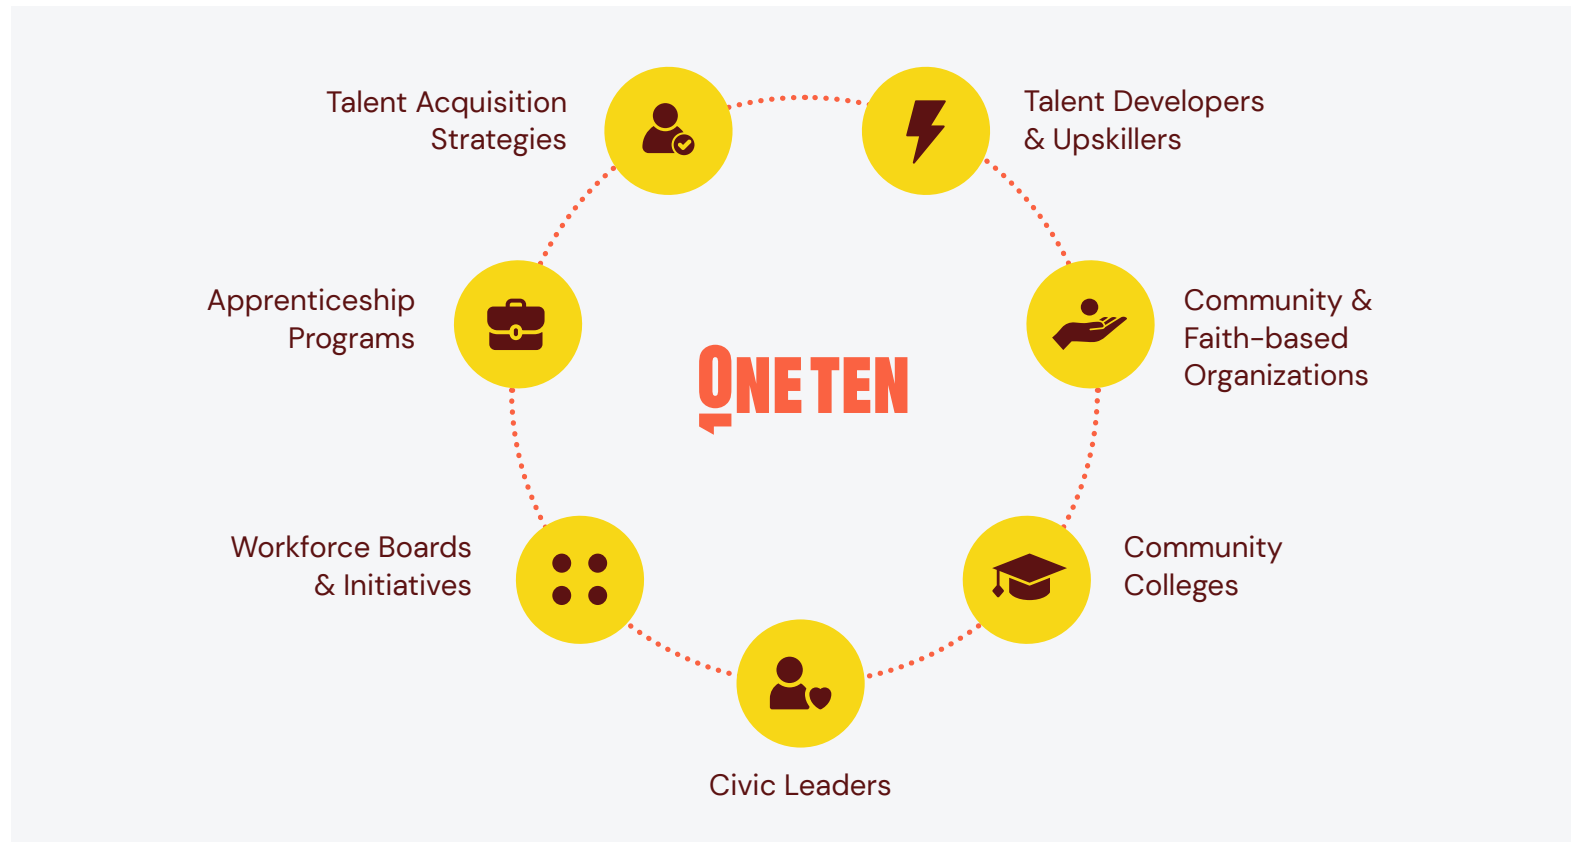 Talent Acquisition
Strategies
Talent Developers
& Upskillers
Apprenticeship
Programs
Community &
Faith-based
Organizations
ONE TEN
Workforce Boards
& Initiatives
Community
Colleges
Civic Leaders